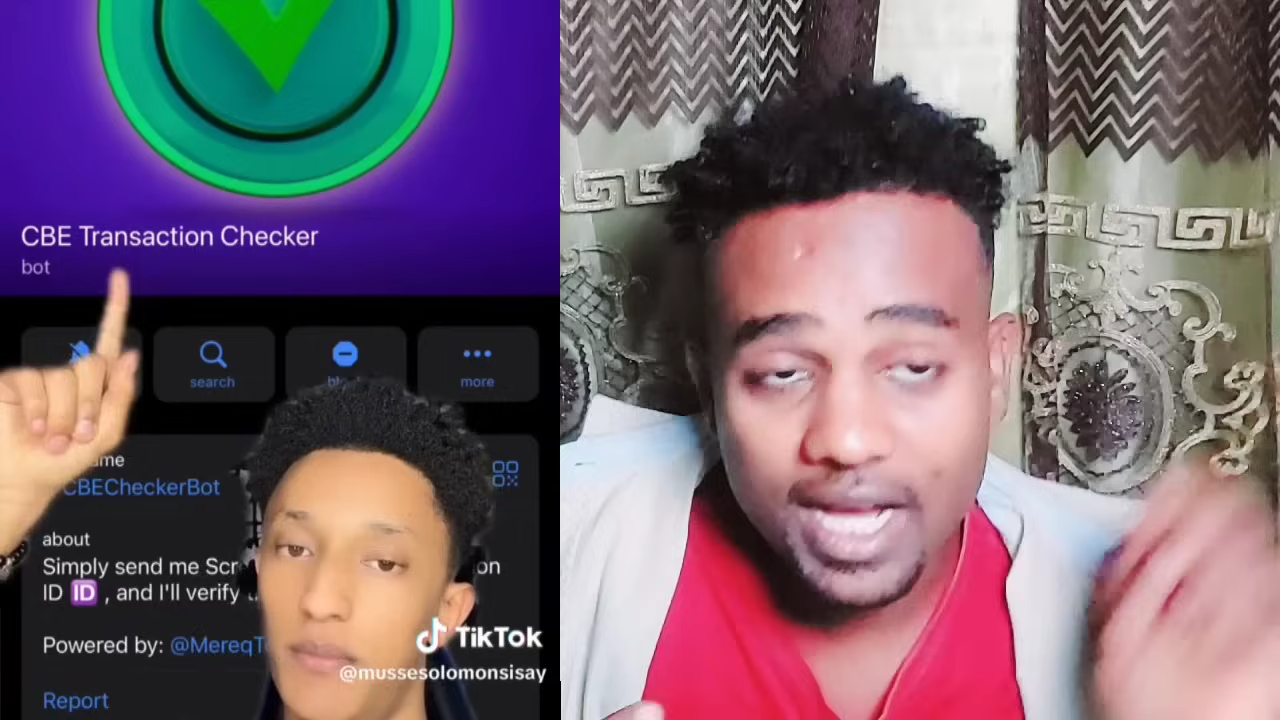 CBE Transaction Checker
bot
search
more
CBECheckerBot
about
Simply send me
ID 🆔 , and I'll verify
Powered by: @MereqT
TikTok
@mussesolomonsisay
Report